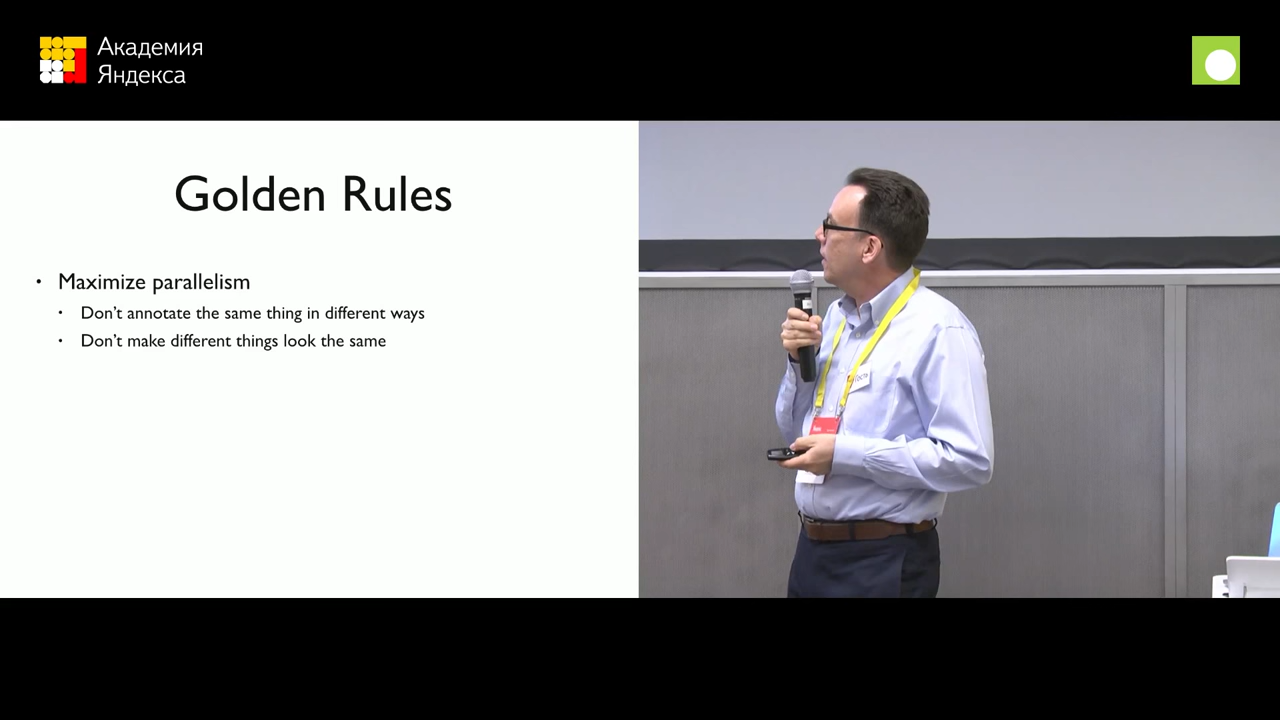 Академия
Яндекса
Golden Rules
• Maximize parallelism
• Don't annotate the same thing in different ways
• Don't make different things look the same